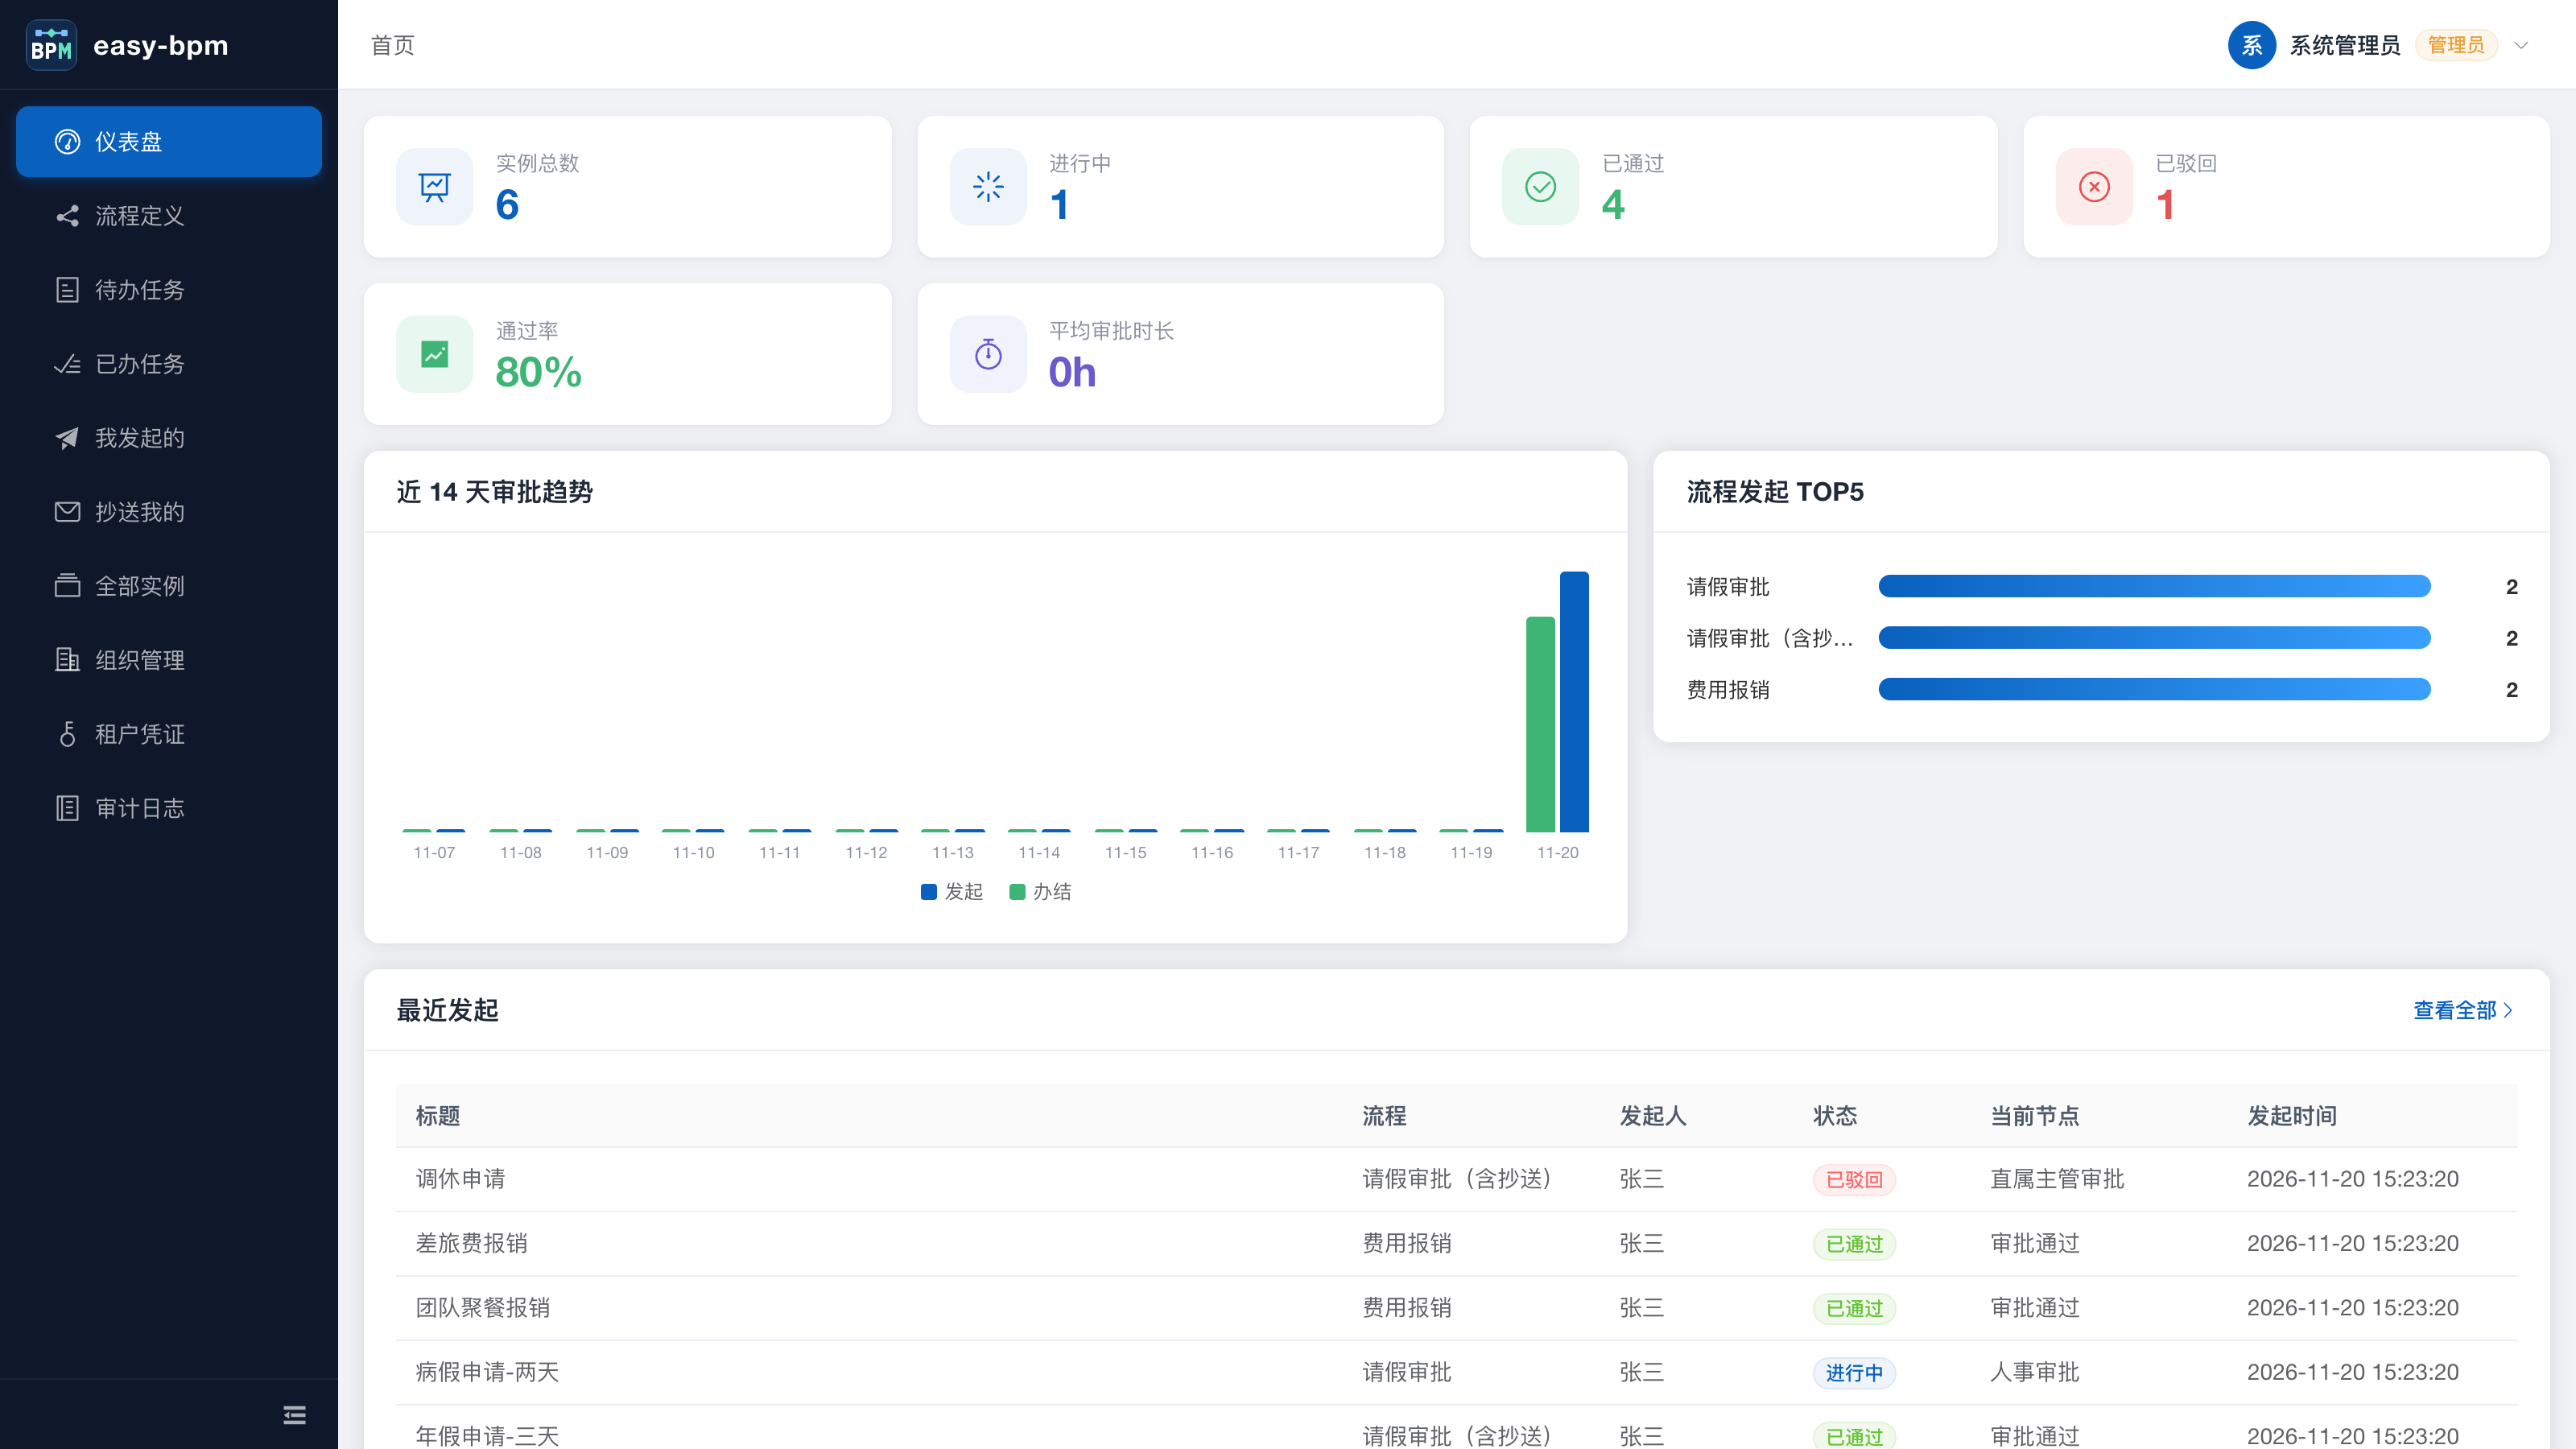 BPM
easy-bpm
仪表盘
流程定义
待办任务
已办任务
我发起的
抄送我的
全部实例
组织管理
租户凭证
审计日志
首页
系 系统管理员 管理员
实例总数
6
进行中
1
已通过
4
已驳回
1
通过率
80%
平均审批时长
0h
近 14 天审批趋势
11-07 11-08 11-09 11-10 11-11 11-12 11-13 11-14 11-15 11-16 11-17 11-18 11-19 11-20
发起 办结
流程发起 TOP5
请假审批 2
请假审批（含抄... 2
费用报销 2
最近发起 查看全部
标题 流程 发起人 状态 当前节点 发起时间
调休申请 请假审批（含抄送） 张三 已驳回 直属主管审批 2026-11-20 15:23:20
差旅费报销 费用报销 张三 已通过 审批通过 2026-11-20 15:23:20
团队聚餐报销 费用报销 张三 已通过 审批通过 2026-11-20 15:23:20
病假申请-两天 请假审批 张三 进行中 人事审批 2026-11-20 15:23:20
年假申请-三天 请假审批（含抄送） 张三 已通过 审批通过 2026-11-20 15:23:20